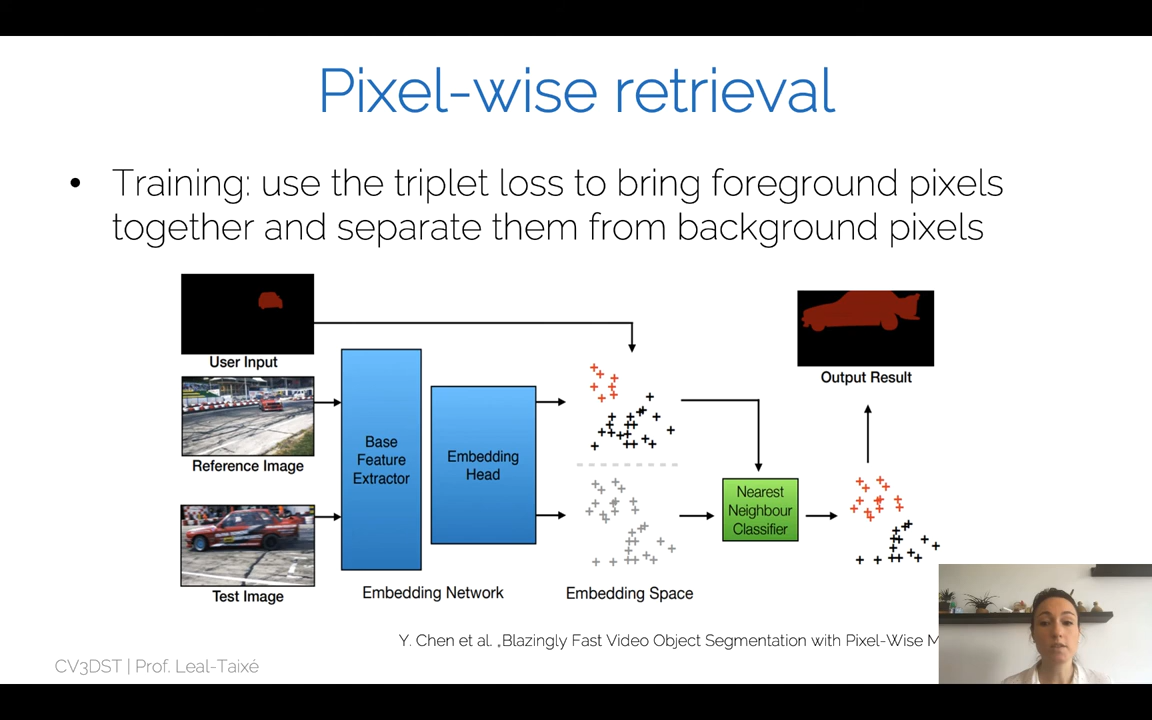 Pixel-wise retrieval
• Training: use the triplet loss to bring foreground pixels
together and separate them from background pixels
User Input
Reference Image
Test Image
Base
Feature
Extractor
Embedding
Head
Embedding Network
Embedding Space
Nearest
Neighbour
Classifier
Output Result
Y. Chen et al. „Blazingly Fast Video Object Segmentation with Pixel-Wise
CV3DST | Prof. Leal-Taixé